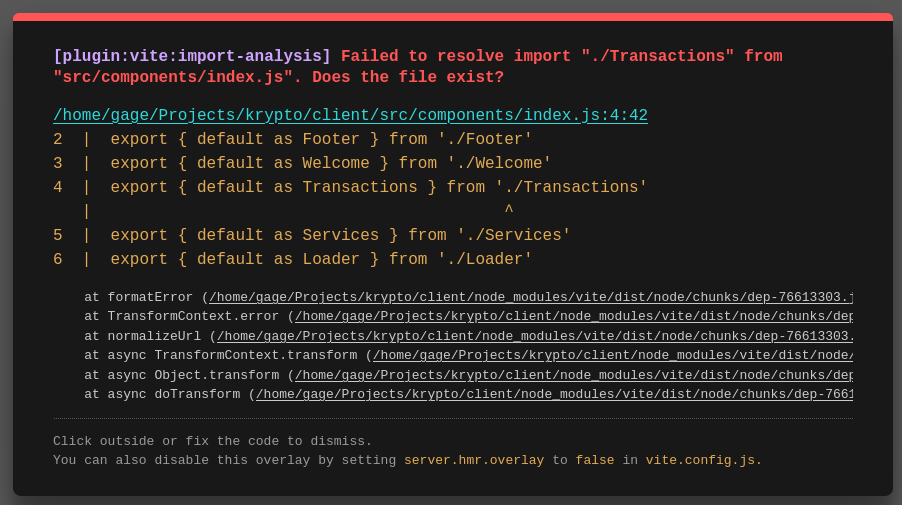 [plugin:vite:import-analysis] Failed to resolve import "./Transactions" from
"src/components/index.js". Does the file exist?
/home/gage/Projects/krypto/client/src/components/index.js:4:42
2  |  export { default as Footer } from './Footer'
3  |  export { default as Welcome } from './Welcome'
4  |  export { default as Transactions } from './Transactions'
   |                                           ^
5  |  export { default as Services } from './Services'
6  |  export { default as Loader } from './Loader'
at formatError (/home/gage/Projects/krypto/client/node_modules/vite/dist/node/chunks/dep-76613303.j
at TransformContext.error (/home/gage/Projects/krypto/client/node_modules/vite/dist/node/chunks/dep
at normalizeUrl (/home/gage/Projects/krypto/client/node_modules/vite/dist/node/chunks/dep-76613303.
at async TransformContext.transform (/home/gage/Projects/krypto/client/node_modules/vite/dist/node/
at async Object.transform (/home/gage/Projects/krypto/client/node_modules/vite/dist/node/chunks/dep
at async doTransform (/home/gage/Projects/krypto/client/node_modules/vite/dist/node/chunks/dep-7661
Click outside or fix the code to dismiss.
You can also disable this overlay by setting server.hmr.overlay to false in vite.config.js.